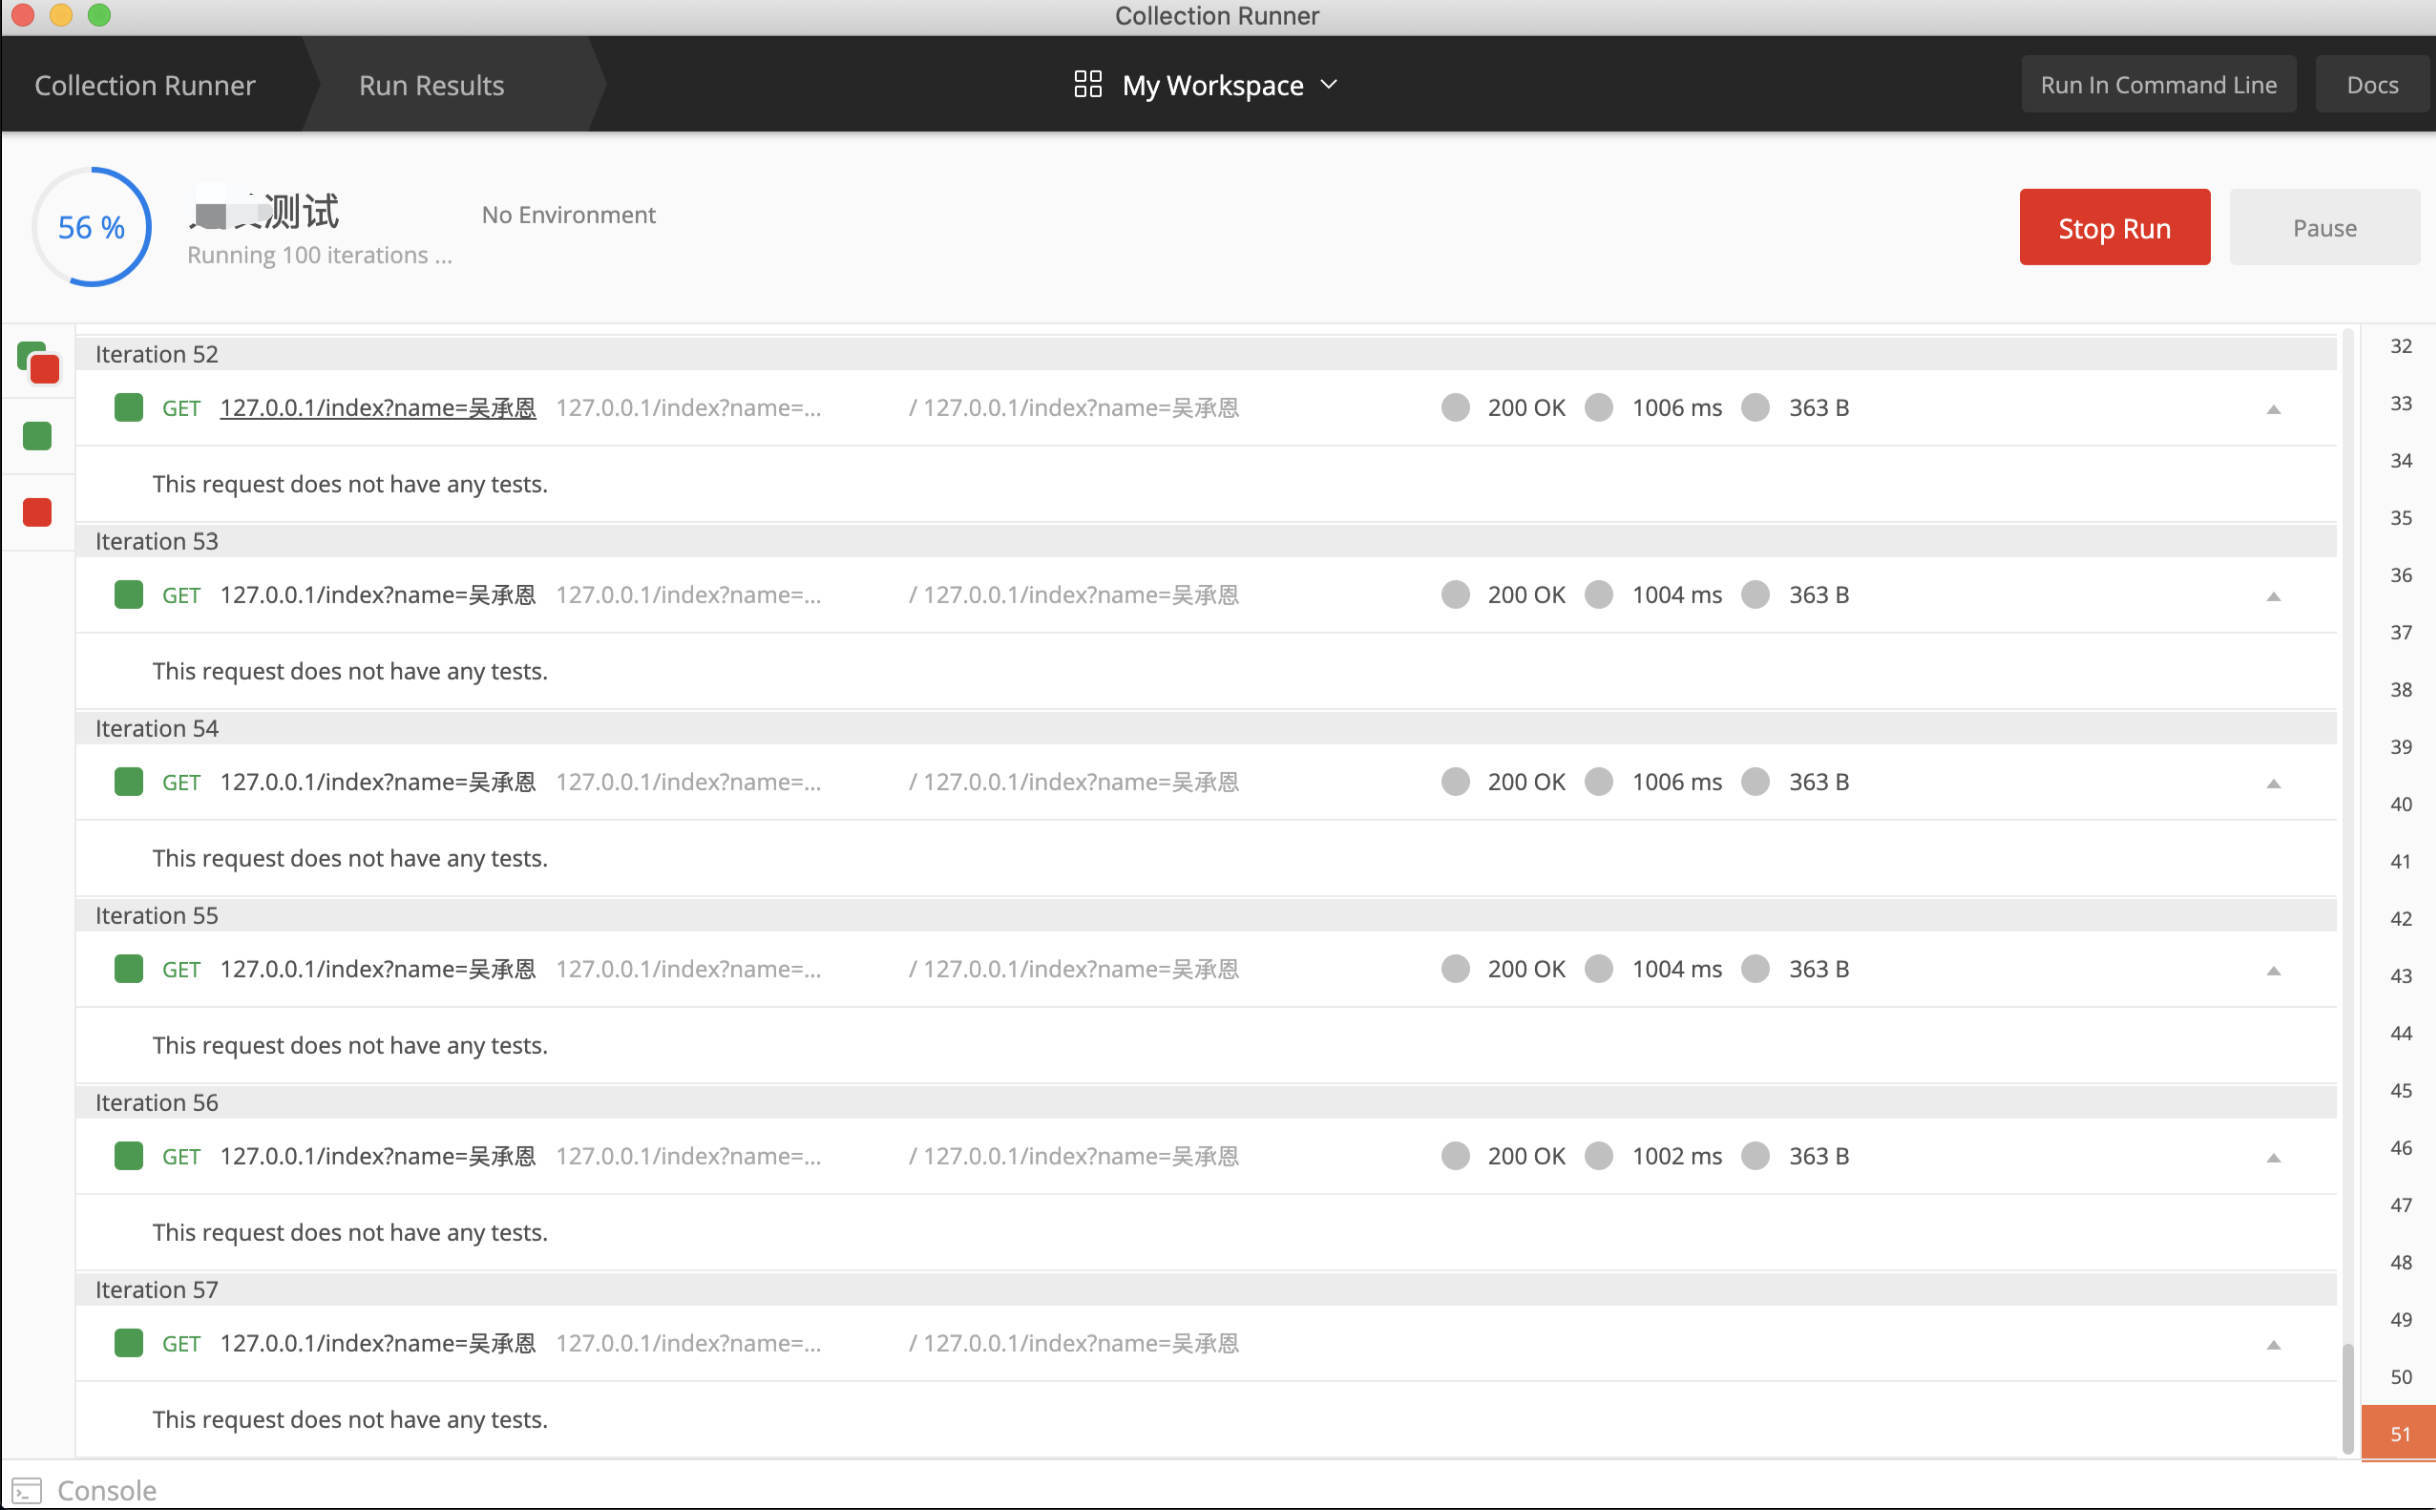 Collection Runner
Collection Runner Run Results My Workspace Run In Command Line Docs
56 % 测试 No Environment Stop Run Pause
Running 100 iterations ...
Iteration 52
GET 127.0.0.1/index?name=吴承恩 127.0.0.1/index?name=... / 127.0.0.1/index?name=吴承恩 200 OK 1006 ms 363 B
This request does not have any tests.
Iteration 53
GET 127.0.0.1/index?name=吴承恩 127.0.0.1/index?name=... / 127.0.0.1/index?name=吴承恩 200 OK 1004 ms 363 B
This request does not have any tests.
Iteration 54
GET 127.0.0.1/index?name=吴承恩 127.0.0.1/index?name=... / 127.0.0.1/index?name=吴承恩 200 OK 1006 ms 363 B
This request does not have any tests.
Iteration 55
GET 127.0.0.1/index?name=吴承恩 127.0.0.1/index?name=... / 127.0.0.1/index?name=吴承恩 200 OK 1004 ms 363 B
This request does not have any tests.
Iteration 56
GET 127.0.0.1/index?name=吴承恩 127.0.0.1/index?name=... / 127.0.0.1/index?name=吴承恩 200 OK 1002 ms 363 B
This request does not have any tests.
Iteration 57
GET 127.0.0.1/index?name=吴承恩 127.0.0.1/index?name=... / 127.0.0.1/index?name=吴承恩
This request does not have any tests.
32
33
34
35
36
37
38
39
40
41
42
43
44
45
46
47
48
49
50
51
Console